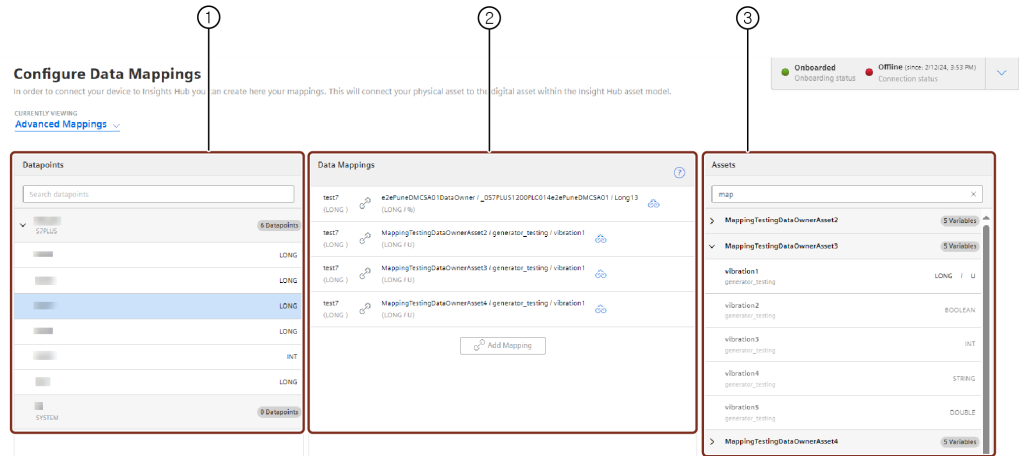 1
2
3
Configure Data Mappings
In order to connect your device to Insights Hub you can create here your mappings. This will connect your physical asset to the digital asset within the Insight Hub asset model.
Onboarded
Onboarding status
Offline (since: 2/12/24, 3:53 PM)
Connection status
CURRENTLY VIEWING
Advanced Mappings
Datapoints
Search datapoints
S7PLUS
6 Datapoints
LONG
LONG
LONG
LONG
INT
LONG
SYSTEM
0 Datapoints
Data Mappings
?
test7
(LONG )
e2ePuneDMCSA01DataOwner / _0S7PLUS1200PLC014e2ePuneDMCSA01 / Long13
(LONG / %)
test7
(LONG )
MappingTestingDataOwnerAsset2 / generator_testing / vibration1
(LONG / U)
test7
(LONG )
MappingTestingDataOwnerAsset3 / generator_testing / vibration1
(LONG / U)
test7
(LONG )
MappingTestingDataOwnerAsset4 / generator_testing / vibration1
(LONG / U)
Add Mapping
Assets
map
×
MappingTestingDataOwnerAsset2
5 Variables
MappingTestingDataOwnerAsset3
5 Variables
vibration1
generator_testing
LONG / U
vibration2
generator_testing
BOOLEAN
vibration3
generator_testing
INT
vibration4
generator_testing
STRING
vibration5
generator_testing
DOUBLE
MappingTestingDataOwnerAsset4
5 Variables